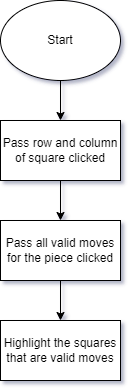 Start
Pass row and column
of square clicked
Pass all valid moves
for the piece clicked
Highlight the squares
that are valid moves